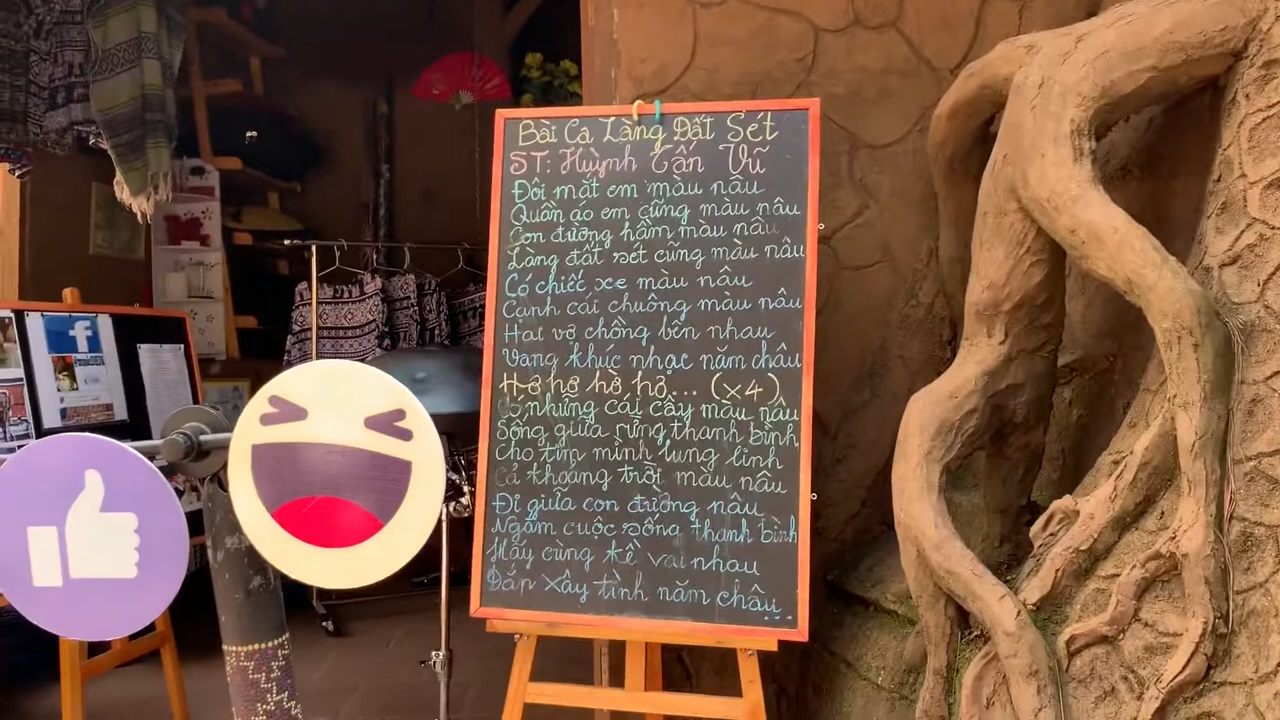 Bài Ca Làng Đất Sét
ST: Huỳnh Tấn Vũ
Đôi mắt em màu nâu
Quần áo em cũng màu nâu
Con đường hầm màu nâu
Làng đất sét cũng màu nâu
Có chiếc xe màu nâu
Cạnh cái chuông màu nâu
Hai vợ chồng bên nhau
Vang khúc nhạc năm châu
Hơ hơ hơ hơ... (x4)
Có những cái cây màu nâu
Sống giữa rừng thanh bình
Cho tim mình lung linh
Cả khoảng trời màu nâu
Đi giữa con đường nâu
Ngắm cuộc sống thanh bình
Hãy cùng kề vai nhau
Đắp xây tình năm châu...
f